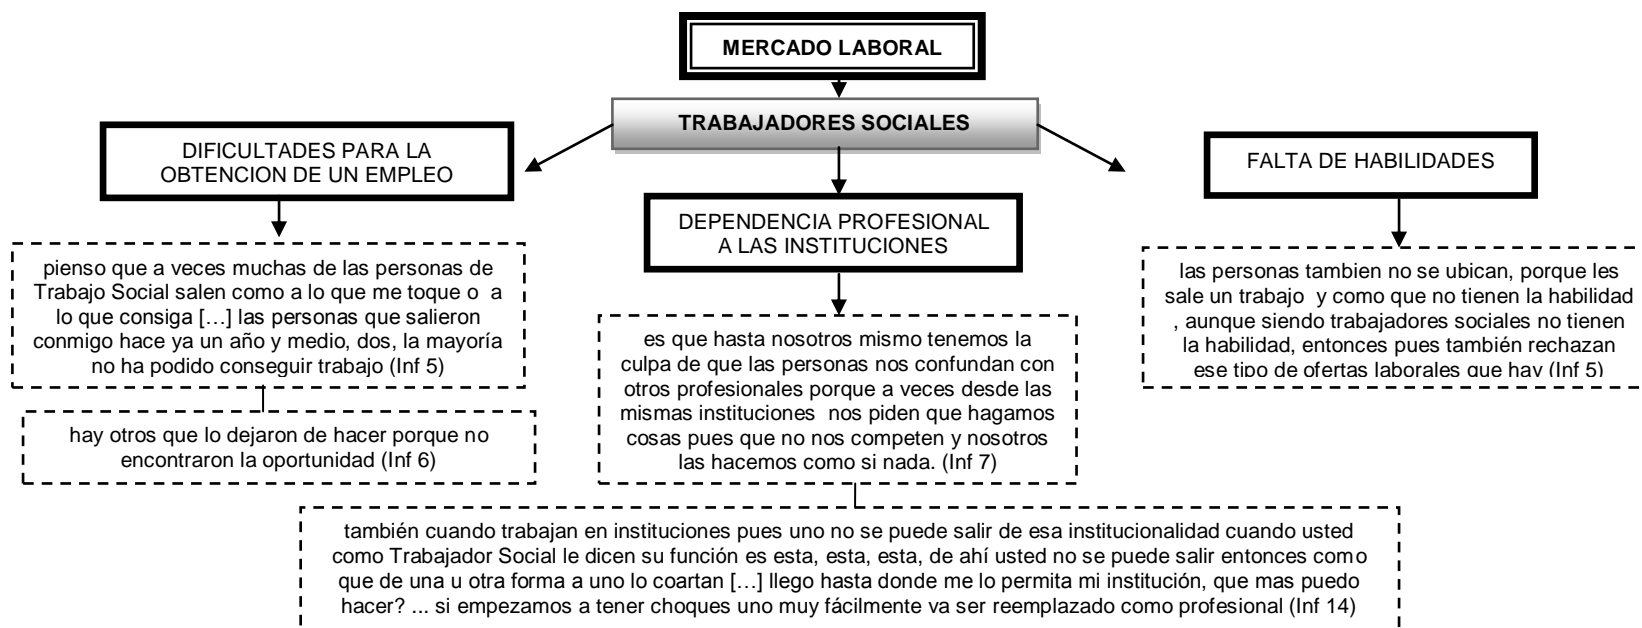 MERCADO LABORAL
TRABAJADORES SOCIALES
DIFICULTADES PARA LA
OBTENCION DE UN EMPLEO
pienso que a veces muchas de las personas de
Trabajo Social salen como a lo que me toque o a
lo que consiga […] las personas que salieron
conmigo hace ya un año y medio, dos, la mayoría
no ha podido conseguir trabajo (Inf 5)
hay otros que lo dejaron de hacer porque no
encontraron la oportunidad (Inf 6)
DEPENDENCIA PROFESIONAL
A LAS INSTITUCIONES
es que hasta nosotros mismo tenemos la
culpa de que las personas nos confundan con
otros profesionales porque a veces desde las
mismas instituciones nos piden que hagamos
cosas pues que no nos competen y nosotros
las hacemos como si nada. (Inf 7)
también cuando trabajan en instituciones pues uno no se puede salir de esa institucionalidad cuando usted
como Trabajador Social le dicen su función es esta, esta, esta, de ahí usted no se puede salir entonces como
que de una u otra forma a uno lo coartan […] llego hasta donde me lo permita mi institución, que mas puedo
hacer? ... si empezamos a tener choques uno muy fácilmente va ser reemplazado como profesional (Inf 14)
FALTA DE HABILIDADES
las personas tambien no se ubican, porque les
sale un trabajo y como que no tienen la habilidad
, aunque siendo trabajadores sociales no tienen
la habilidad, entonces pues también rechazan
ese tipo de ofertas laborales que hay (Inf 5)